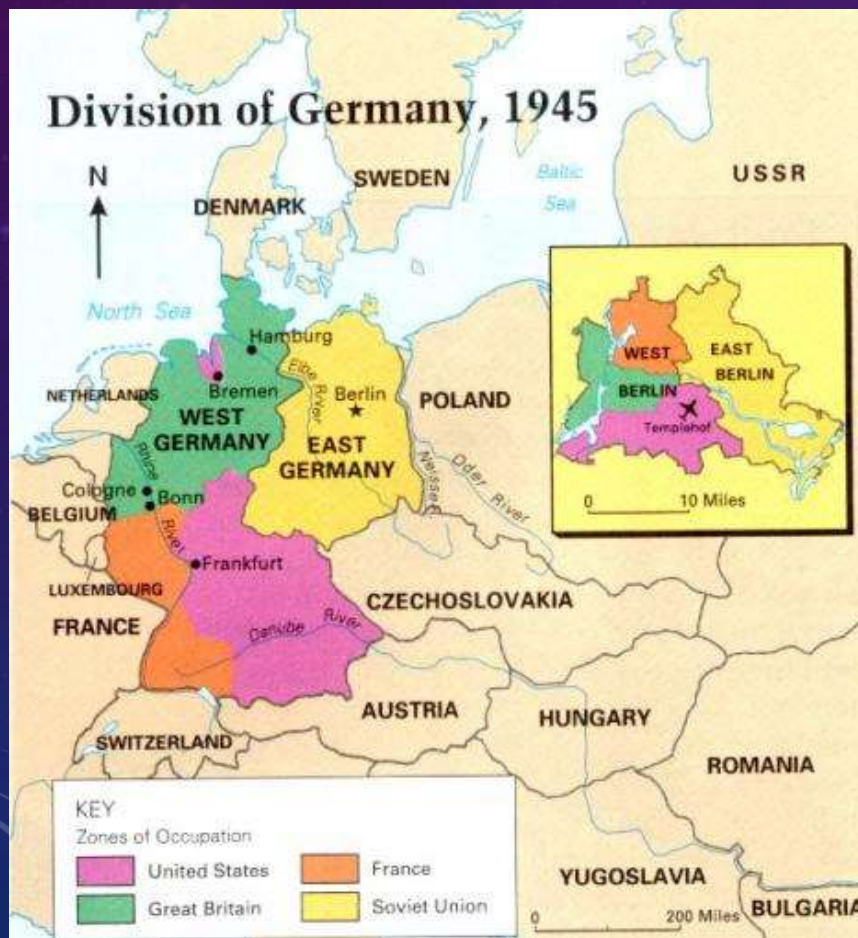 Division of Germany, 1945
N
SWEDEN
Baltic
Sea
USSR
DENMARK
North Sea
Hamburg
Bremen
Elbe River
Berlin
NETHERLANDS
WEST
GERMANY
EAST
GERMANY
POLAND
Neisse R.
Oder River
Rhine
River
Cologne
Bonn
BELGIUM
Frankfurt
LUXEMBOURG
FRANCE
CZECHOSLOVAKIA
Danube River
AUSTRIA
HUNGARY
SWITZERLAND
ROMANIA
YUGOSLAVIA
BULGARIA
WEST
BERLIN
EAST
BERLIN
Templehof
0 10 Miles
KEY
Zones of Occupation
United States
France
Great Britain
Soviet Union
0 200 Miles